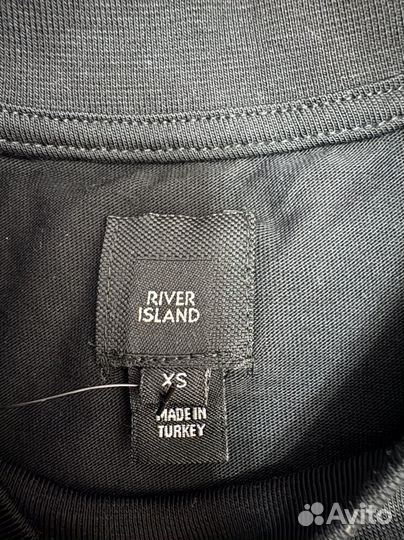 RIVER
ISLAND
XS
MADE IN
TURKEY
Avito